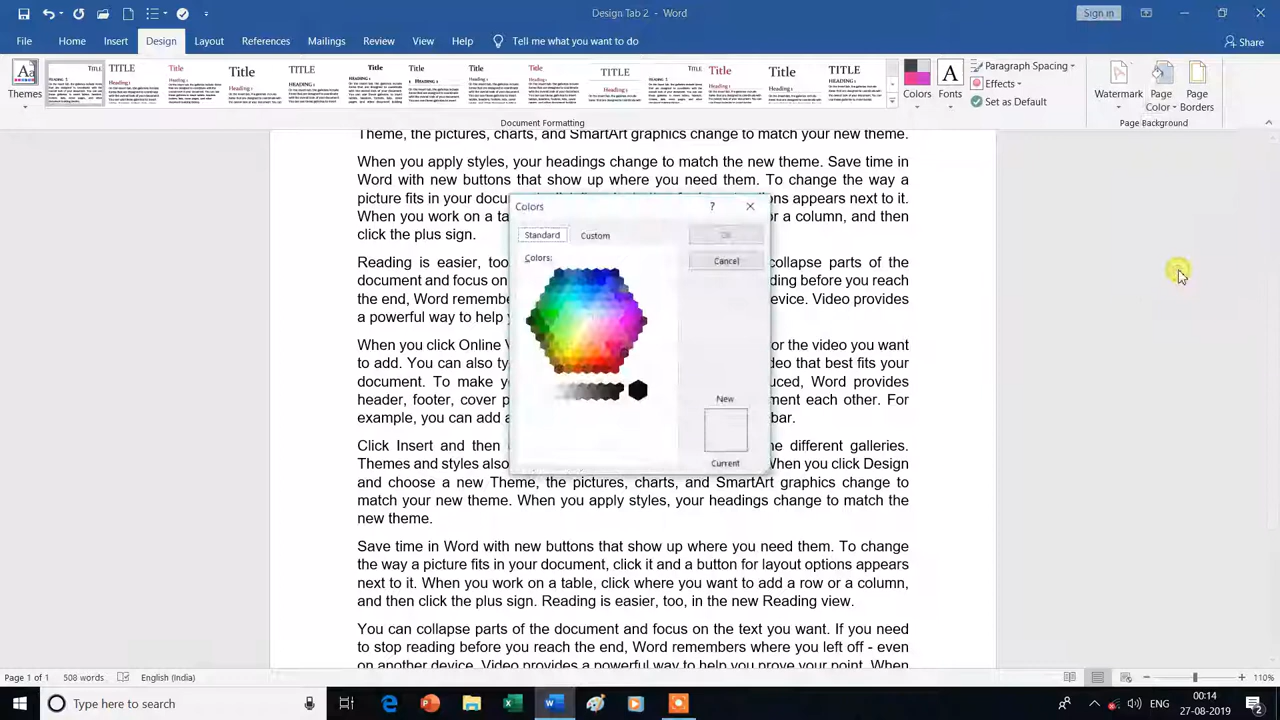 Design Tab 2 - Word
Sign in
File Home Insert Design Layout References Mailings Review View Help Tell me what you want to do Share
Themes
Title
TITLE
Title
Title
TITLE
Title
Title
Title
Title
TITLE
TITLE
Title
Title
TITLE
Colors
Fonts
Paragraph Spacing
Effects
Set as Default
Watermark
Page Color
Page Borders
Document Formatting
Page Background
Theme, the pictures, charts, and SmartArt graphics change to match your new theme.
When you apply styles, your headings change to match the new theme. Save time in
Word with new buttons that show up where you need them. To change the way a
picture fits in your docu
ons appears next to it.
When you work on a ta
or a column, and then
click the plus sign.
Reading is easier, too
collapse parts of the
document and focus on
ding before you reach
the end, Word remembe
evice. Video provides
a powerful way to help y
When you click Online V
or the video you want
to add. You can also ty
deo that best fits your
document. To make y
uced, Word provides
header, footer, cover p
ment each other. For
example, you can add a
bar.
Click Insert and then
he different galleries.
Themes and styles also
When you click Design
and choose a new Theme, the pictures, charts, and SmartArt graphics change to
match your new theme. When you apply styles, your headings change to match the
new theme.
Save time in Word with new buttons that show up where you need them. To change
the way a picture fits in your document, click it and a button for layout options appears
next to it. When you work on a table, click where you want to add a row or a column,
and then click the plus sign. Reading is easier, too, in the new Reading view.
You can collapse parts of the document and focus on the text you want. If you need
to stop reading before you reach the end, Word remembers where you left off - even
on another device. Video provides a powerful way to help you prove your point. When
Colors
?
Standard
Custom
Cancel
Colors:
New
Current
Page 1 of 1 508 words English (India) 110%
Type here to search
ENG
00:14
27-08-2019